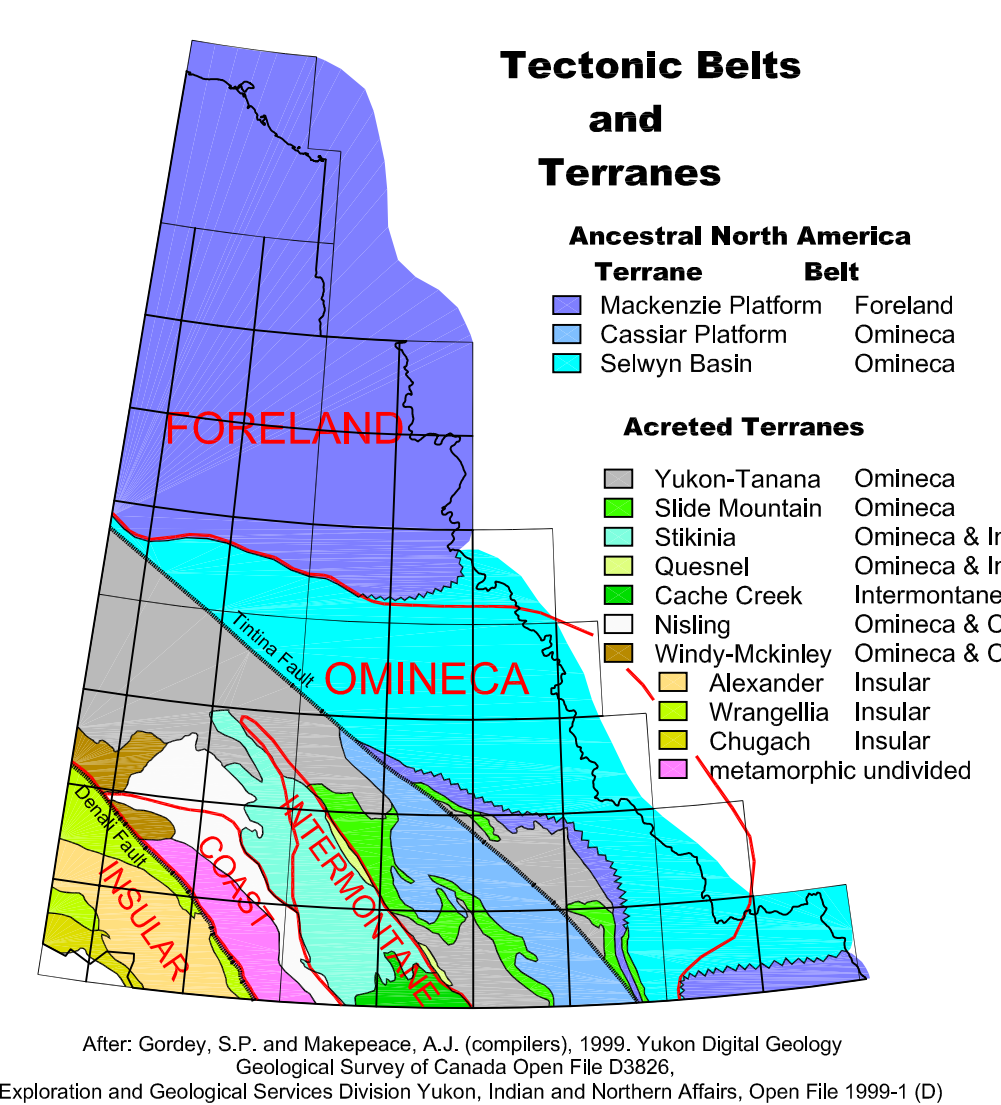 Tectonic Belts
and
Terranes
Ancestral North America
Terrane Belt
Mackenzie Platform Foreland
Cassiar Platform Omineca
Selwyn Basin Omineca
Acreted Terranes
Yukon-Tanana Omineca
Slide Mountain Omineca
Stikinia Omineca & In
Quesnel Omineca & In
Cache Creek Intermontane
Nisling Omineca & C
Windy-Mckinley Omineca & C
Alexander Insular
Wrangellia Insular
Chugach Insular
metamorphic undivided
FORELAND
Tintina Fault
OMINECA
Denali Fault
INSULAR
COAST
INTERMONTANE
After: Gordey, S.P. and Makepeace, A.J. (compilers), 1999. Yukon Digital Geology
Geological Survey of Canada Open File D3826,
Exploration and Geological Services Division Yukon, Indian and Northern Affairs, Open File 1999-1 (D)